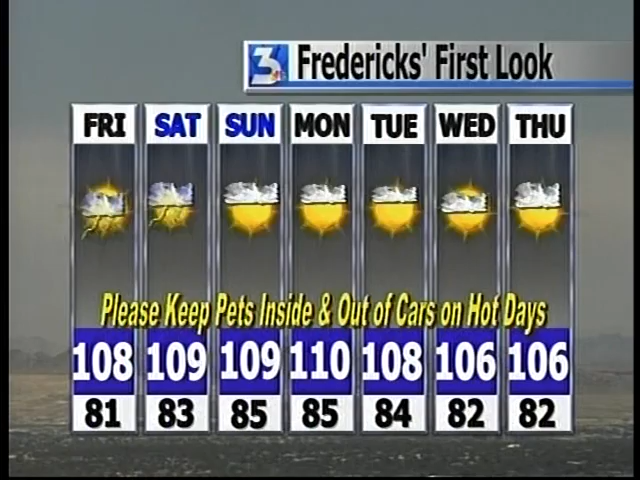 3 Fredericks' First Look
FRI SAT SUN MON TUE WED THU
Please Keep Pets Inside & Out of Cars on Hot Days
108 109 109 110 108 106 106
81 83 85 85 84 82 82